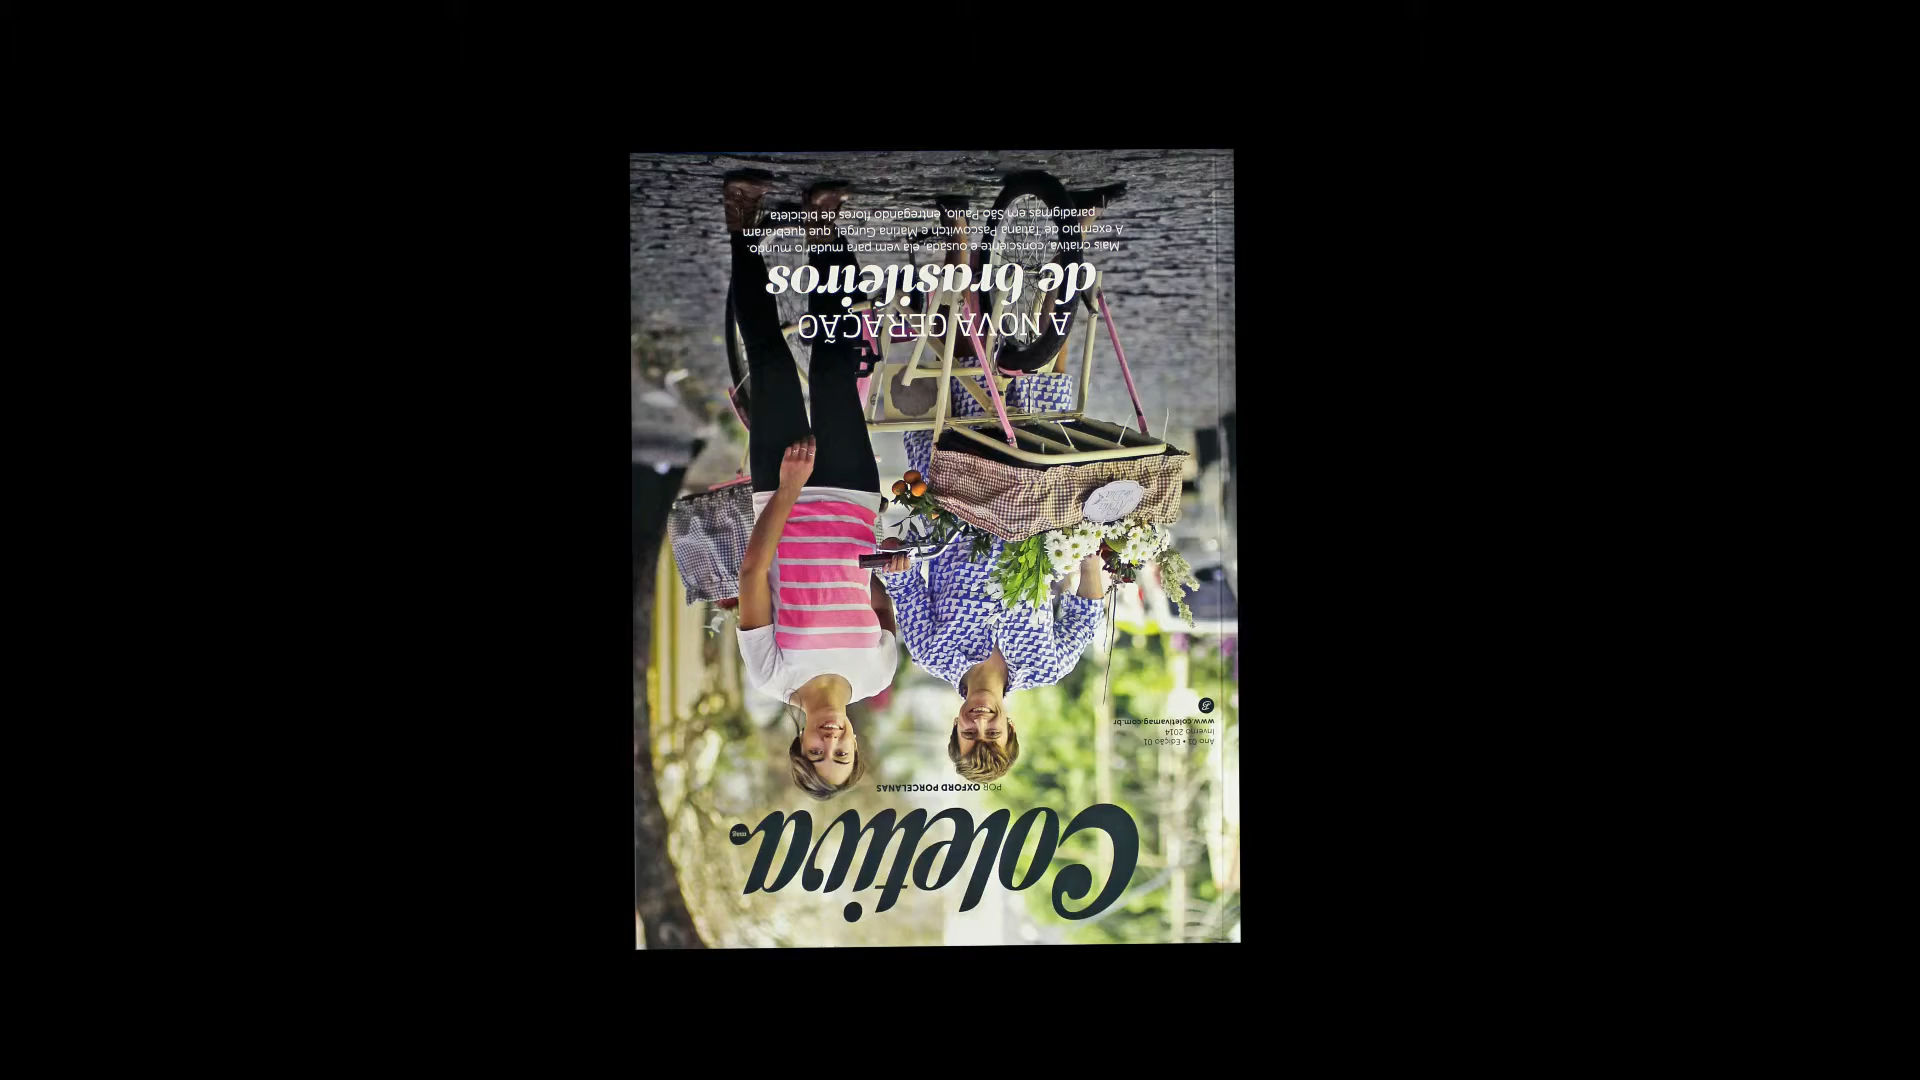 Coletiva
mag
POR OXFORD PORCELANAS
Ano 01 • Edição 01
Inverno 2014
www.coletivamag.com.br
A NOVA GERAÇÃO
de brasileiros
Mais criativa, consciente e ousada, ela vem para mudar o mundo.
A exemplo de Tatiana Pascowitch e Marina Gurgel, que quebraram
paradigmas em São Paulo, entregando flores de bicicleta